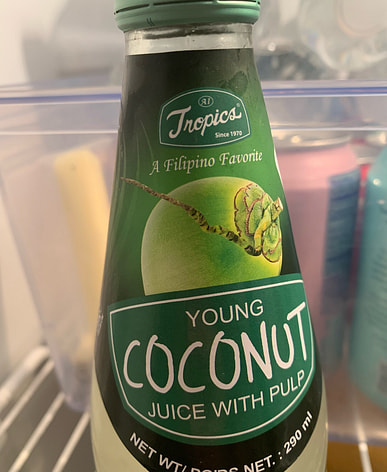 Tropics
Since 1970
A Filipino Favorite
YOUNG
COCONUT
JUICE WITH PULP
NET WT/ POIDS NET. : 290 ml